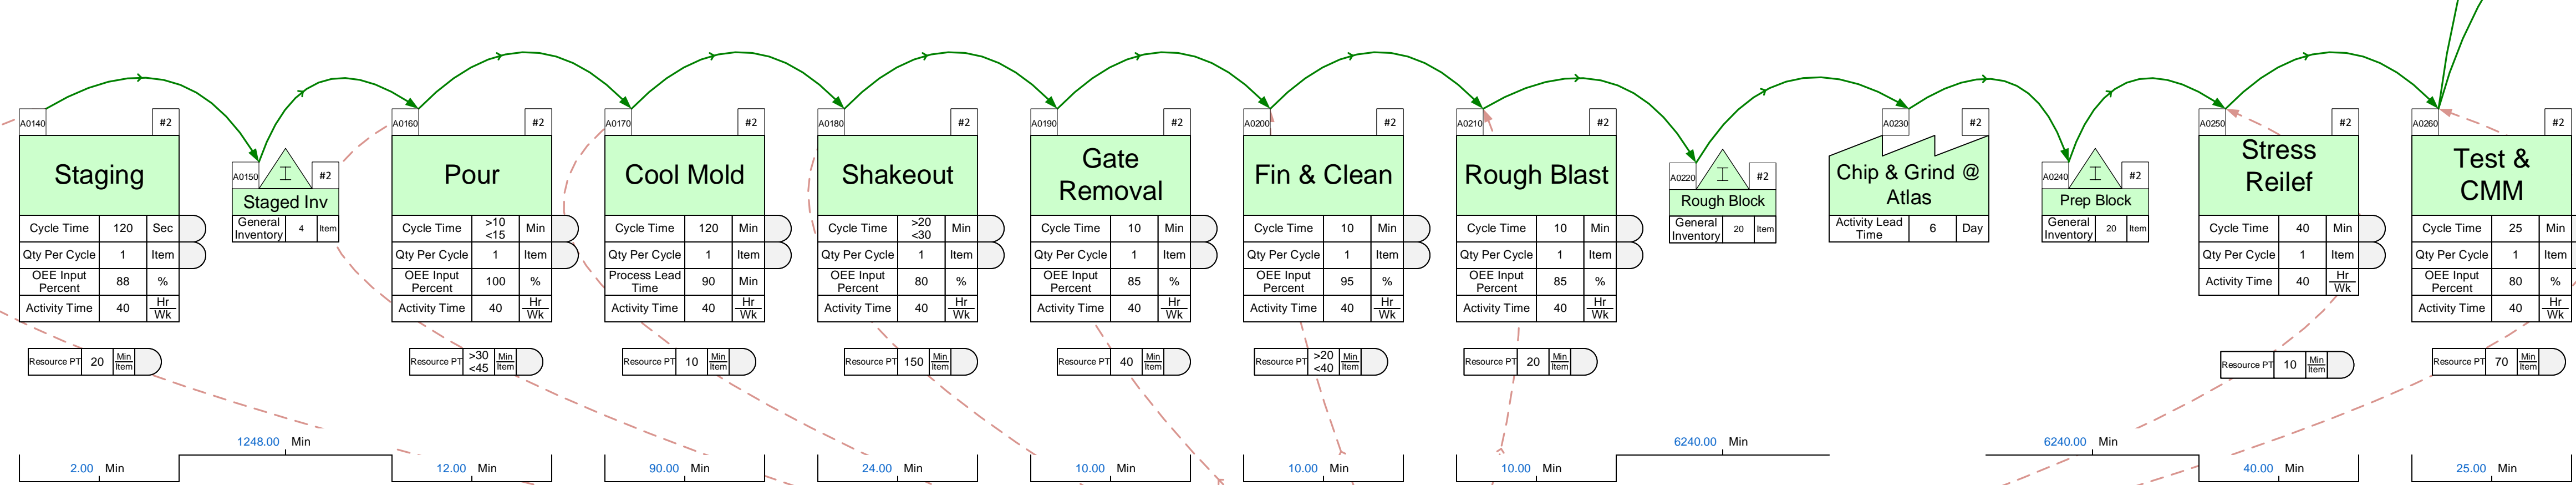 A0140 #2
Staging
Cycle Time 120 Sec
Qty Per Cycle 1 Item
OEE Input Percent 88 %
Activity Time 40 Hr Wk
Resource PT 20 Min Item
2.00 Min
A0150 I #2
Staged Inv
General Inventory 4 Item
1248.00 Min
A0160 #2
Pour
Cycle Time >10 <15 Min
Qty Per Cycle 1 Item
OEE Input Percent 100 %
Activity Time 40 Hr Wk
Resource PT >30 <45 Min Item
12.00 Min
A0170 #2
Cool Mold
Cycle Time 120 Min
Qty Per Cycle 1 Item
Process Lead Time 90 Min
Activity Time 40 Hr Wk
Resource PT 10 Min Item
90.00 Min
A0180 #2
Shakeout
Cycle Time >20 <30 Min
Qty Per Cycle 1 Item
OEE Input Percent 80 %
Activity Time 40 Hr Wk
Resource PT 150 Min Item
24.00 Min
A0190 #2
Gate
Removal
Cycle Time 10 Min
Qty Per Cycle 1 Item
OEE Input Percent 85 %
Activity Time 40 Hr Wk
Resource PT 40 Min Item
10.00 Min
A0200 #2
Fin & Clean
Cycle Time 10 Min
Qty Per Cycle 1 Item
OEE Input Percent 95 %
Activity Time 40 Hr Wk
Resource PT >20 <40 Min Item
10.00 Min
A0210 #2
Rough Blast
Cycle Time 10 Min
Qty Per Cycle 1 Item
OEE Input Percent 85 %
Activity Time 40 Hr Wk
Resource PT 20 Min Item
10.00 Min
A0220 I #2
Rough Block
General Inventory 20 Item
6240.00 Min
A0230 #2
Chip & Grind @
Atlas
Activity Lead Time 6 Day
A0240 I #2
Prep Block
General Inventory 20 Item
6240.00 Min
A0250 #2
Stress
Reilef
Cycle Time 40 Min
Qty Per Cycle 1 Item
Activity Time 40 Hr Wk
Resource PT 10 Min Item
40.00 Min
A0260 #2
Test &
CMM
Cycle Time 25 Min
Qty Per Cycle 1 Item
OEE Input Percent 80 %
Activity Time 40 Hr Wk
Resource PT 70 Min Item
25.00 Min